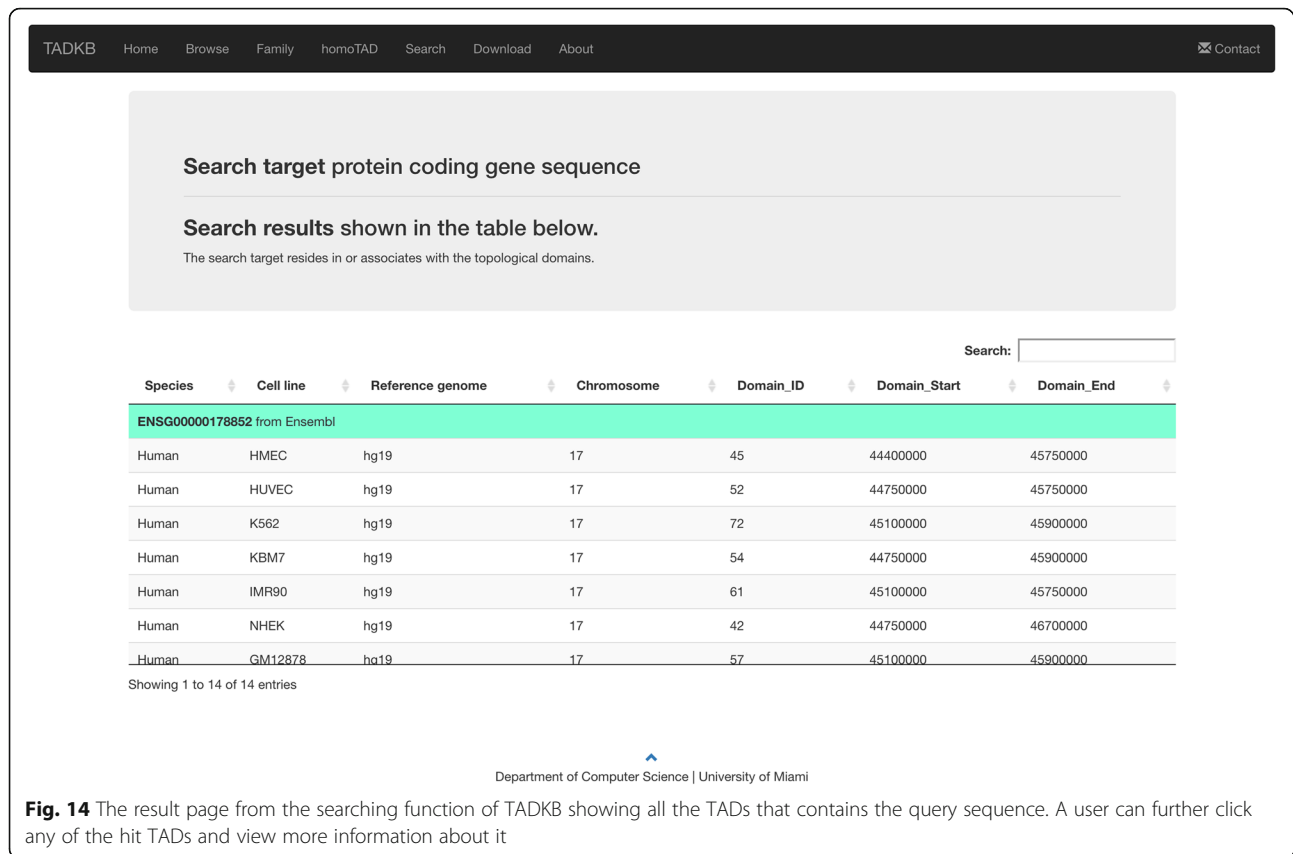 TADKB Home Browse Family homoTAD Search Download About Contact
Search target protein coding gene sequence
Search results shown in the table below.
The search target resides in or associates with the topological domains.
Search:
Species Cell line Reference genome Chromosome Domain_ID Domain_Start Domain_End
ENSG00000178852 from Ensembl
Human HMEC hg19 17 45 44400000 45750000
Human HUVEC hg19 17 52 44750000 45750000
Human K562 hg19 17 72 45100000 45900000
Human KBM7 hg19 17 54 44750000 45900000
Human IMR90 hg19 17 61 45100000 45750000
Human NHEK hg19 17 42 44750000 46700000
Human GM12878 hg19 17 57 45100000 45900000
Showing 1 to 14 of 14 entries
Department of Computer Science | University of Miami
Fig. 14 The result page from the searching function of TADKB showing all the TADs that contains the query sequence. A user can further click
any of the hit TADs and view more information about it